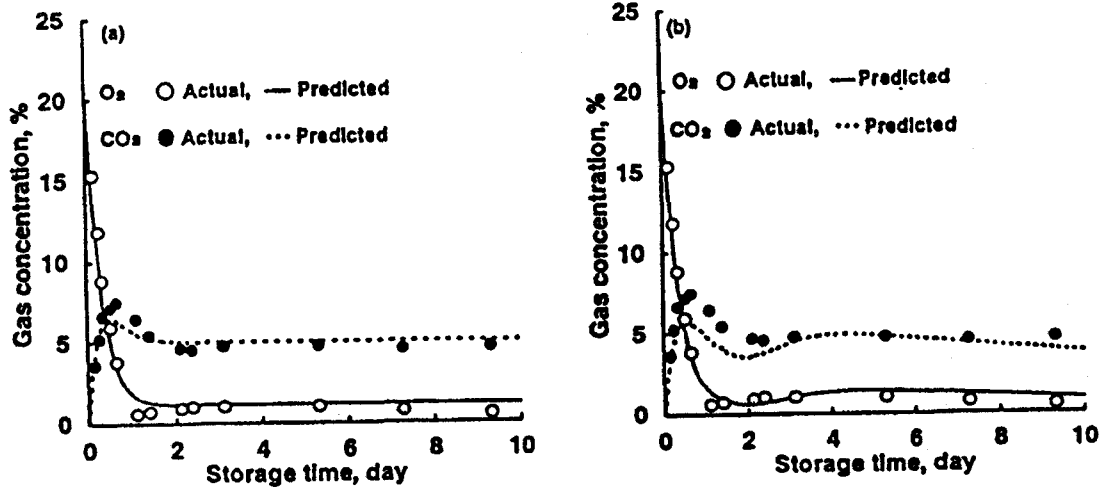 (a)
O₂ ○ Actual, — Predicted
CO₂ ● Actual, ···· Predicted
Gas concentration, %
25
20
15
10
5
0
0 2 4 6 8 10
Storage time, day
(b)
O₂ ○ Actual, — Predicted
CO₂ ● Actual, ···· Predicted
Gas concentration, %
25
20
15
10
5
0
0 2 4 6 8 10
Storage time, day